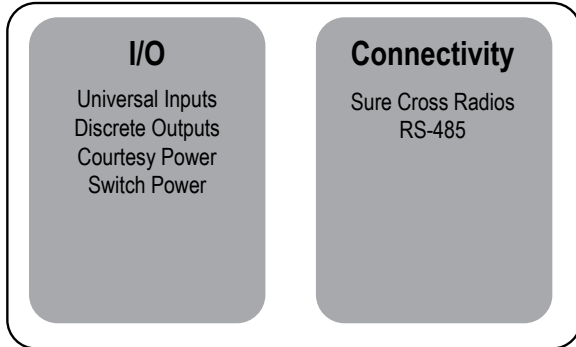 I/O
Universal Inputs
Discrete Outputs
Courtesy Power
Switch Power
Connectivity
Sure Cross Radios
RS-485